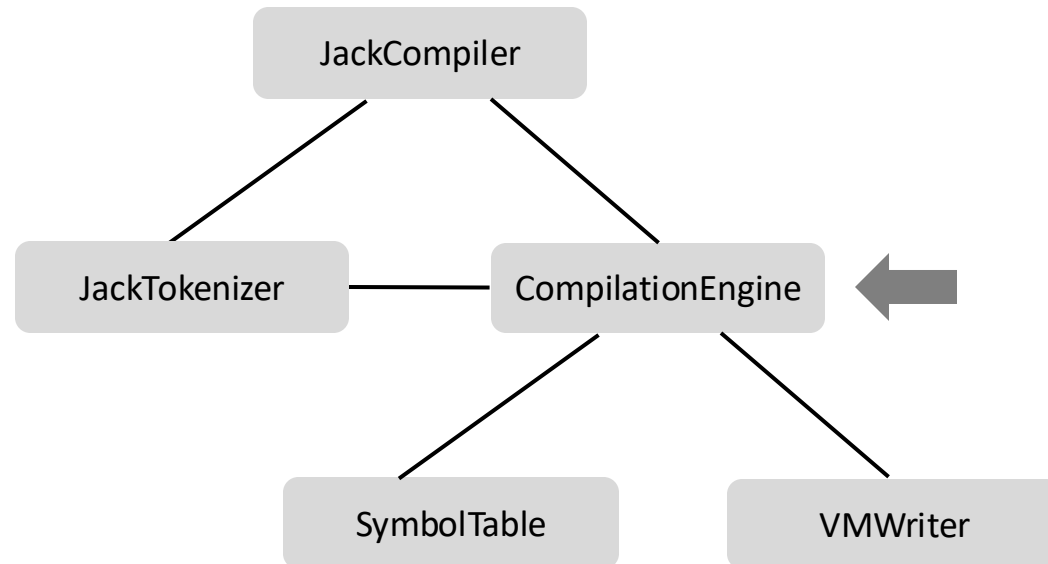 JackCompiler
JackTokenizer
CompilationEngine
SymbolTable
VMWriter